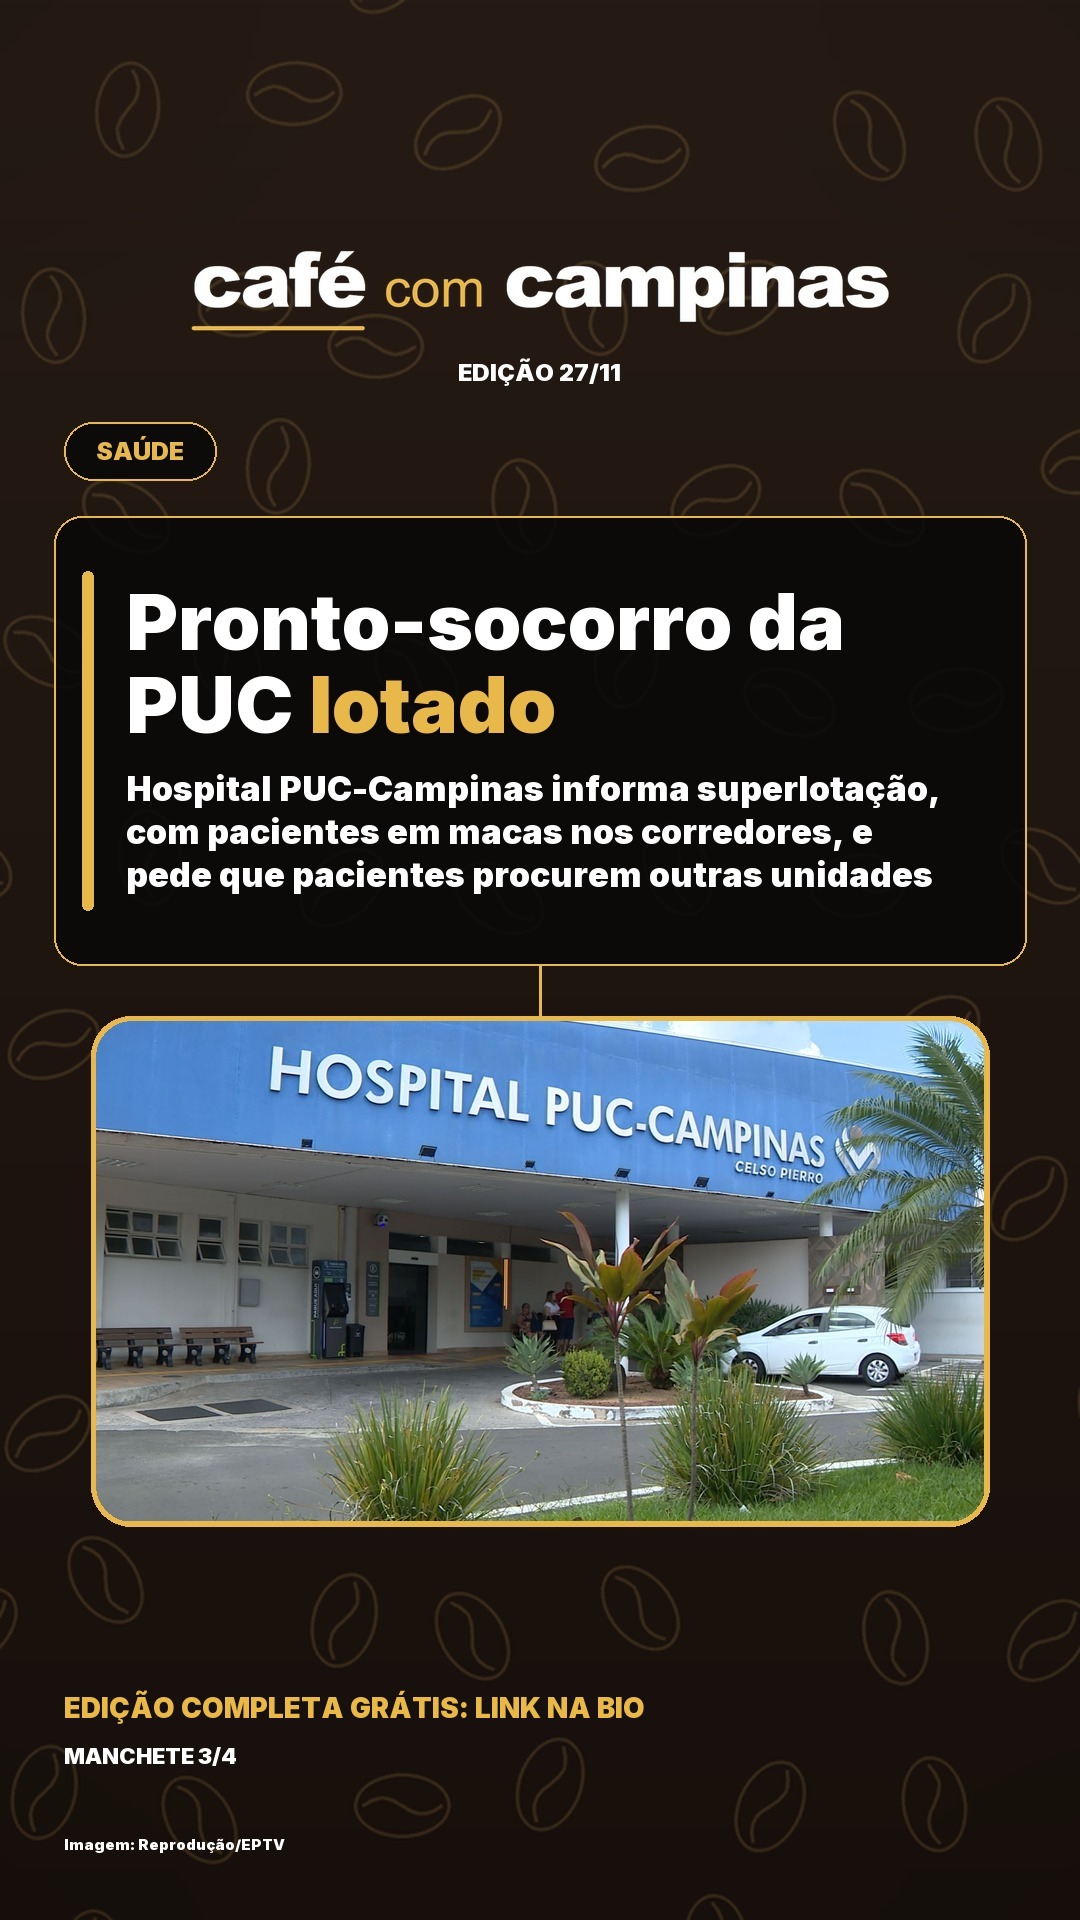 café com campinas
EDIÇÃO 27/11
SAÚDE
Pronto-socorro da
PUC lotado
Hospital PUC-Campinas informa superlotação,
com pacientes em macas nos corredores, e
pede que pacientes procurem outras unidades
HOSPITAL PUC-CAMPINAS
CELSO PIERRO
PAGUE AQUI
EDIÇÃO COMPLETA GRÁTIS: LINK NA BIO
MANCHETE 3/4
Imagem: Reprodução/EPTV